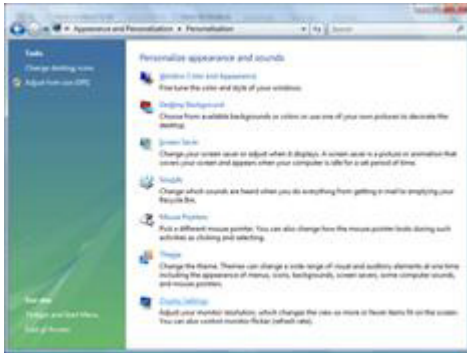 Appearance and Personalization ▸ Personalization
Tasks
Change desktop icons
Adjust font size (DPI)
Personalize appearance and sounds
Window Color and Appearance
Fine tune the color and style of your windows.
Desktop Background
Choose from available backgrounds or colors or use one of your own pictures to decorate the
desktop.
Screen Saver
Change your screen saver or adjust when it displays. A screen saver is a picture or animation that
covers your screen and appears when your computer is idle for a set period of time.
Sounds
Change which sounds are heard when you do everything from getting e-mail to emptying your
Recycle Bin.
Mouse Pointers
Pick a different mouse pointer. You can also change how the mouse pointer looks during such
activities as clicking and selecting.
Theme
Change the theme. Themes can change a wide range of visual and auditory elements at one time
including the appearance of menus, icons, backgrounds, screen savers, some computer sounds,
and mouse pointers.
Display Settings
Adjust your monitor resolution, which changes the view so more or fewer items fit on the screen.
You can also control monitor flicker (refresh rate).
See also
Taskbar and Start Menu
Ease of Access